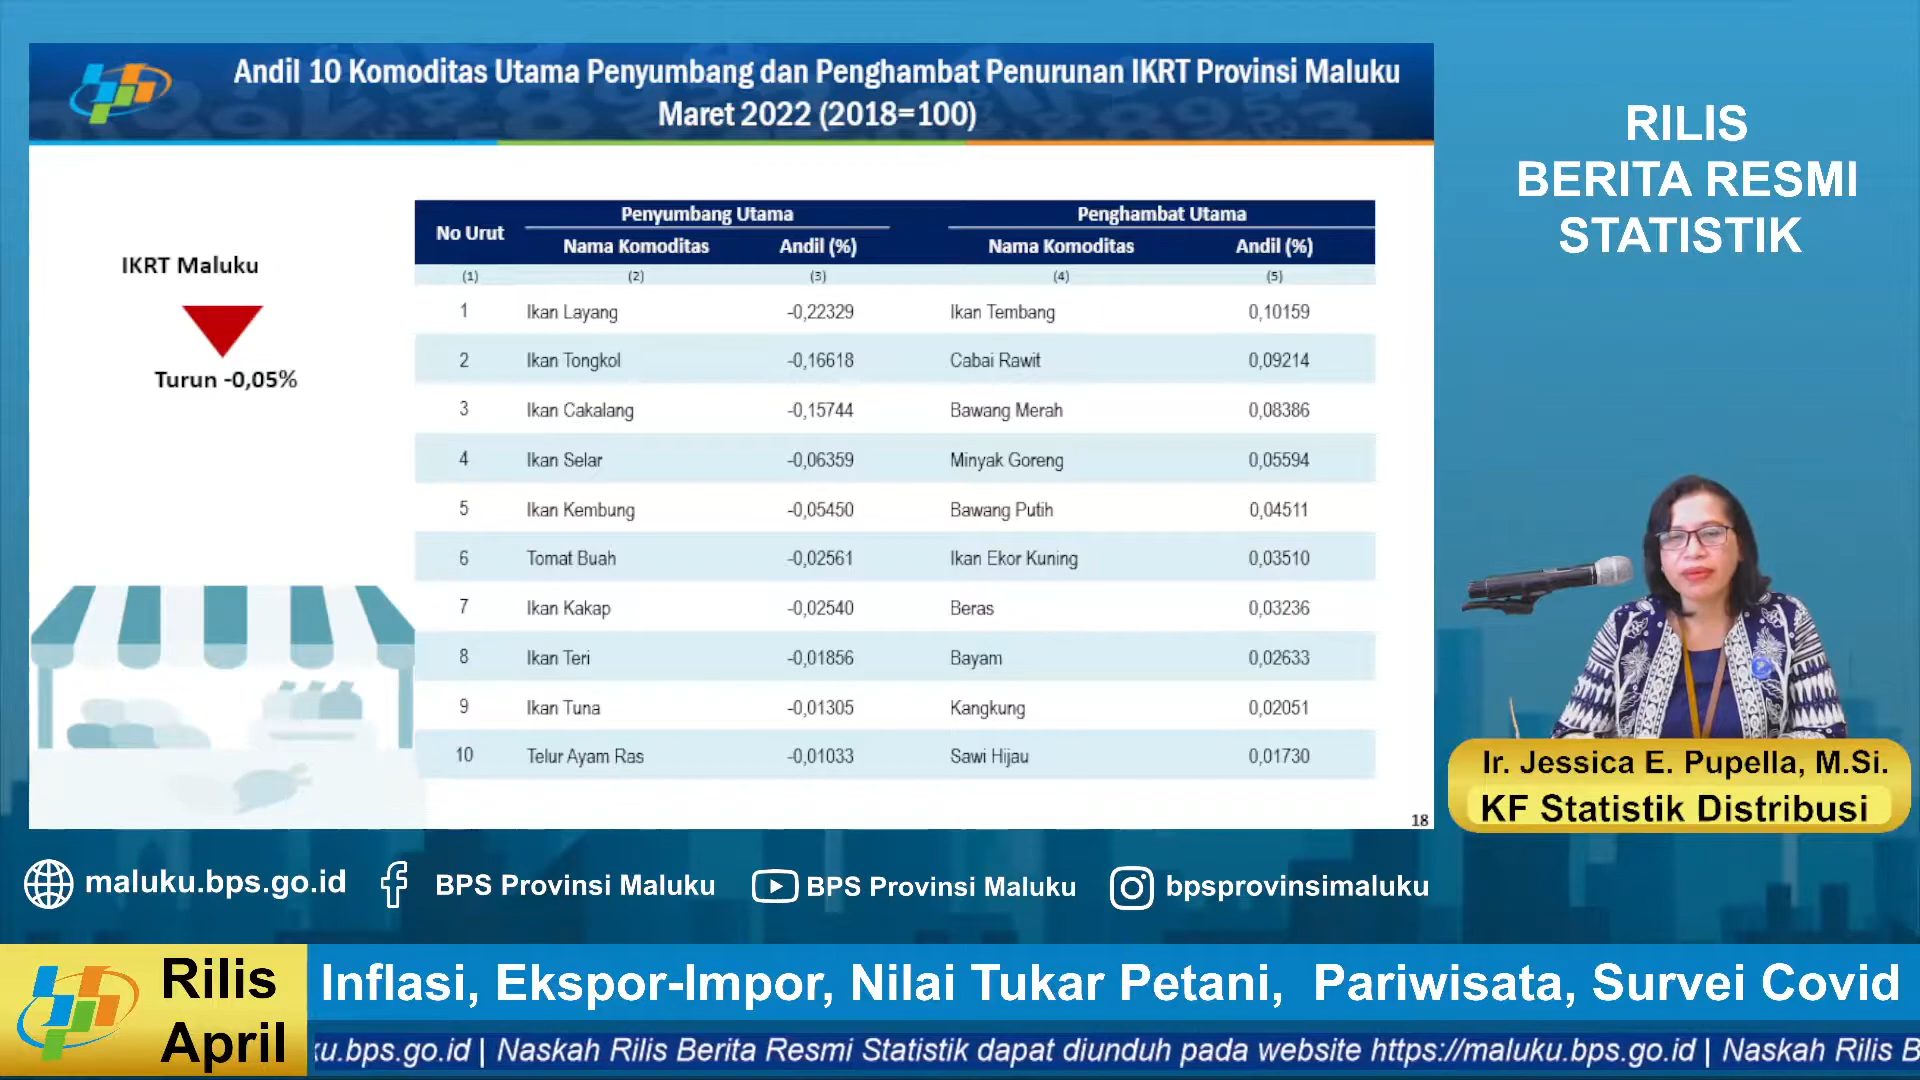 Andil 10 Komoditas Utama Penyumbang dan Penghambat Penurunan IKRT Provinsi Maluku
Maret 2022 (2018=100)
IKRT Maluku
Turun -0,05%
No Urut
Penyumbang Utama
Penghambat Utama
Nama Komoditas Andil (%) Nama Komoditas Andil (%)
(1) (2) (3) (4) (5)
1 Ikan Layang -0,22329 Ikan Tembang 0,10159
2 Ikan Tongkol -0,16618 Cabai Rawit 0,09214
3 Ikan Cakalang -0,15744 Bawang Merah 0,08386
4 Ikan Selar -0,06359 Minyak Goreng 0,05594
5 Ikan Kembung -0,05450 Bawang Putih 0,04511
6 Tomat Buah -0,02561 Ikan Ekor Kuning 0,03510
7 Ikan Kakap -0,02540 Beras 0,03236
8 Ikan Teri -0,01856 Bayam 0,02633
9 Ikan Tuna -0,01305 Kangkung 0,02051
10 Telur Ayam Ras -0,01033 Sawi Hijau 0,01730
18
RILIS
BERITA RESMI
STATISTIK
Ir. Jessica E. Pupella, M.Si.
KF Statistik Distribusi
maluku.bps.go.id BPS Provinsi Maluku BPS Provinsi Maluku bpsprovinsimaluku
Rilis
April
Inflasi, Ekspor-Impor, Nilai Tukar Petani, Pariwisata, Survei Covid
ku.bps.go.id | Naskah Rilis Berita Resmi Statistik dapat diunduh pada website https://maluku.bps.go.id | Naskah Rilis B